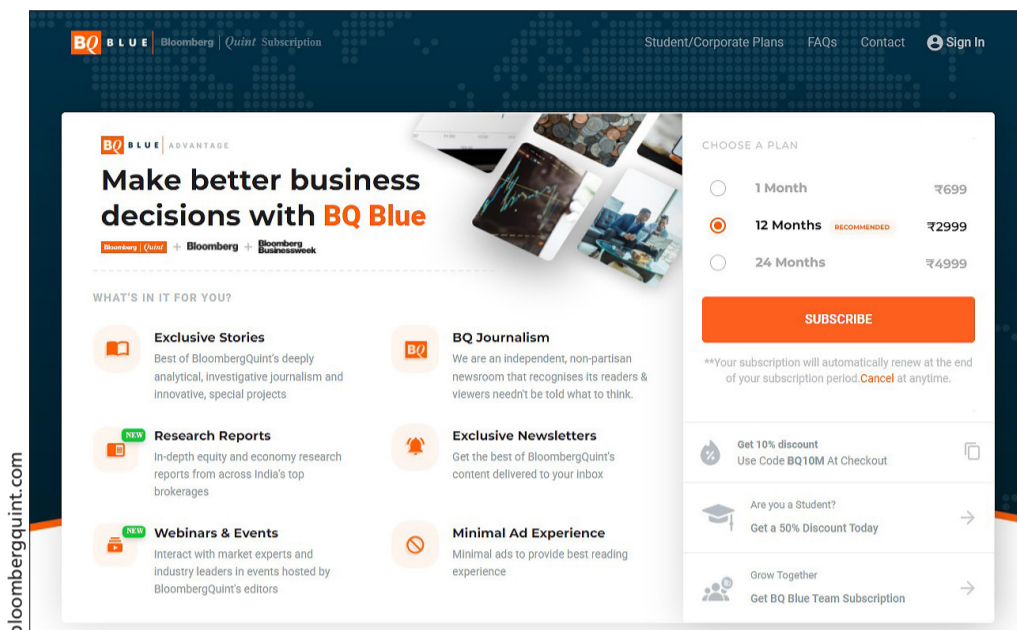 BQ BLUE Bloomberg | Quint Subscription
Student/Corporate Plans FAQs Contact Sign In
BQ BLUE ADVANTAGE
Make better business
decisions with BQ Blue
Bloomberg | Quint + Bloomberg + Bloomberg
Businessweek
WHAT'S IN IT FOR YOU?
Exclusive Stories
Best of BloombergQuint's deeply
analytical, investigative journalism and
innovative, special projects
BQ
BQ Journalism
We are an independent, non-partisan
newsroom that recognises its readers &
viewers needn't be told what to think.
NEW
Research Reports
In-depth equity and economy research
reports from across India's top
brokerages
Exclusive Newsletters
Get the best of BloombergQuint's
content delivered to your inbox
NEW
Webinars & Events
Interact with market experts and
industry leaders in events hosted by
BloombergQuint's editors
Minimal Ad Experience
Minimal ads to provide best reading
experience
CHOOSE A PLAN
1 Month ₹699
12 Months RECOMMENDED ₹2999
24 Months ₹4999
SUBSCRIBE
**Your subscription will automatically renew at the end
of your subscription period.Cancel at anytime.
Get 10% discount
Use Code BQ10M At Checkout
Are you a Student?
Get a 50% Discount Today
Grow Together
Get BQ Blue Team Subscription
bloombergquint.com